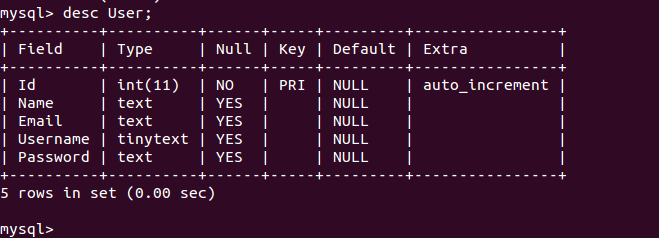 mysql> desc User;
+----------+----------+------+-----+---------+----------------+
| Field    | Type     | Null | Key | Default | Extra          |
+----------+----------+------+-----+---------+----------------+
| Id       | int(11)  | NO   | PRI | NULL    | auto_increment |
| Name     | text     | YES  |     | NULL    |                |
| Email    | text     | YES  |     | NULL    |                |
| Username | tinytext | YES  |     | NULL    |                |
| Password | text     | YES  |     | NULL    |                |
+----------+----------+------+-----+---------+----------------+
5 rows in set (0.00 sec)
mysql>